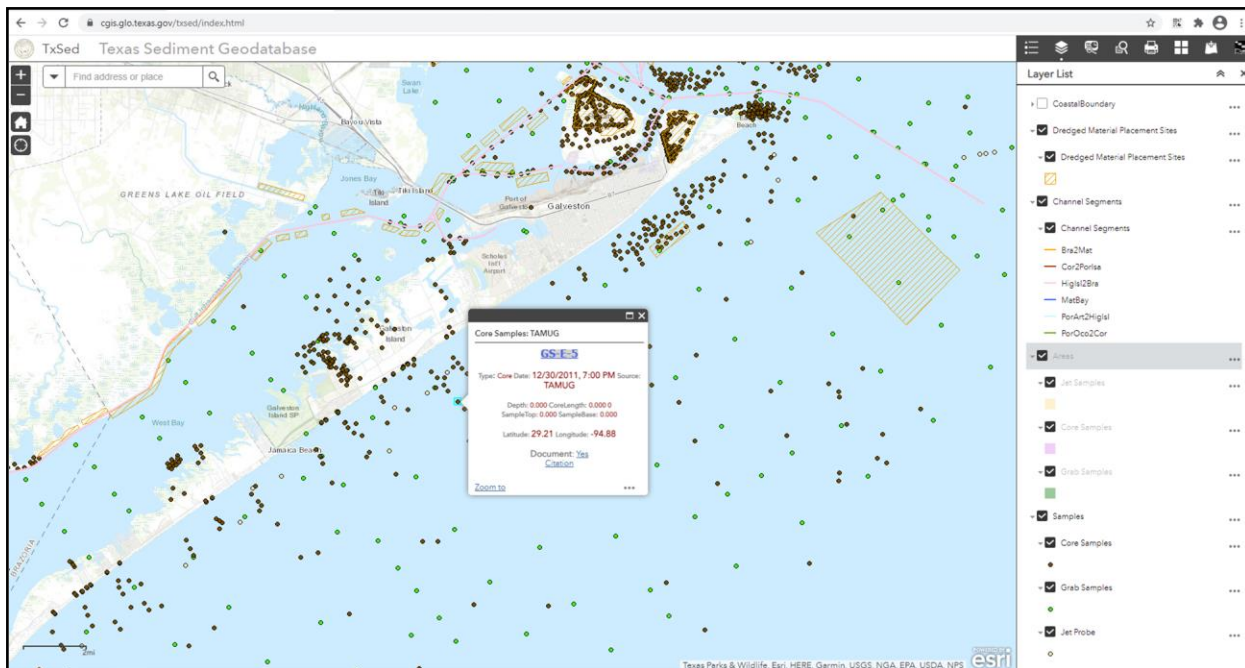 cgis.glo.texas.gov/txsed/index.html
TxSed Texas Sediment Geodatabase
Find address or place
Layer List
CoastalBoundary
Dredged Material Placement Sites
Dredged Material Placement Sites
Channel Segments
Channel Segments
Bra2Mat
Cor2PorIsa
HigIsl2Bra
MatBay
PorArt2HigIsl
PorOco2Cor
Areas
Jet Samples
Core Samples
Grab Samples
Samples
Core Samples
Grab Samples
Jet Probe
Swan
Lake
Bayou Vista
Beach
Jones Bay
Tiki
Island
Tiki Island
GREENS LAKE OIL FIELD
Port of
Galveston
Galveston
Scholes
Int'l
Airport
Galveston
Island
Galveston
Island SP
West Bay
Jamaica Beach
BRAZORIA
Core Samples: TAMUG
GS-E-5
Type: Core Date: 12/30/2011, 7:00 PM Source:
TAMUG
Depth: 0.000 CoreLength: 0.000 0
SampleTop: 0.000 SampleBase: 0.000
Latitude: 29.21 Longitude: -94.88
Document: Yes
Citation
Zoom to
2mi
Texas Parks & Wildlife, Esri, HERE, Garmin, USGS, NGA, EPA, USDA, NPS
esri